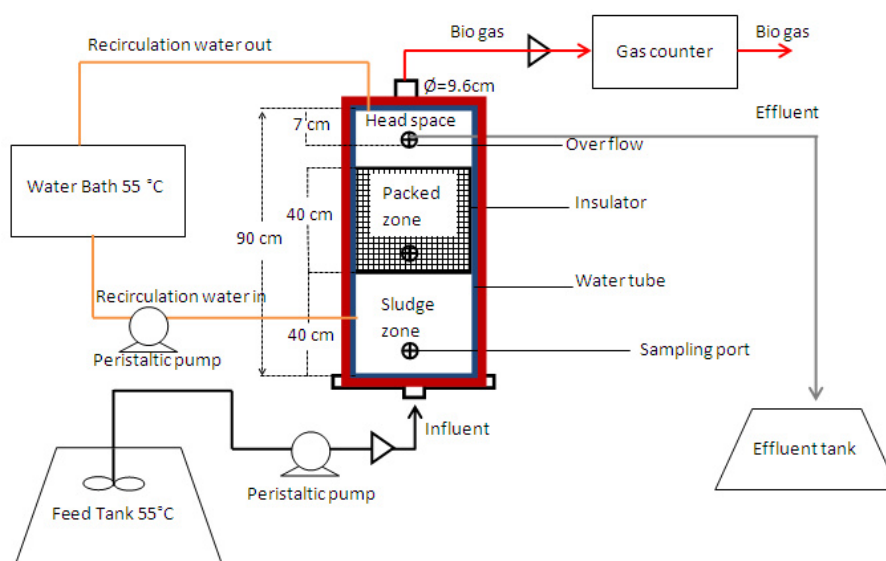 Recirculation water out
Bio gas
Bio gas
Gas counter
Ø=9.6cm
Effluent
7 cm
Head space
Over flow
Water Bath 55 °C
Packed
zone
Insulator
40 cm
90 cm
Water tube
Recirculation water in
Sludge
zone
40 cm
Sampling port
Peristaltic pump
Influent
Effluent tank
Peristaltic pump
Feed Tank 55°C